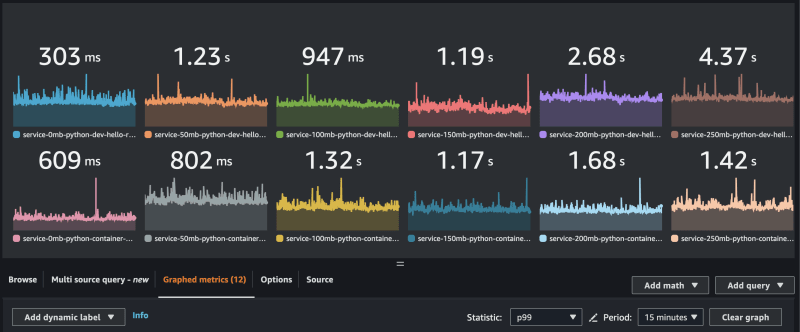 303 ms
1.23 s
947 ms
1.19 s
2.68 s
4.37 s
service-0mb-python-dev-hello-r...
service-50mb-python-dev-hello...
service-100mb-python-dev-hello...
service-150mb-python-dev-hell...
service-200mb-python-dev-hell...
service-250mb-python-dev-hell...
609 ms
802 ms
1.32 s
1.17 s
1.68 s
1.42 s
service-0mb-python-container-...
service-50mb-python-container...
service-100mb-python-containe...
service-150mb-python-containe...
service-200mb-python-containe...
service-250mb-python-containe...
Browse
Multi source query - new
Graphed metrics (12)
Options
Source
Add math
Add query
Add dynamic label
Info
Statistic:
p99
Period:
15 minutes
Clear graph